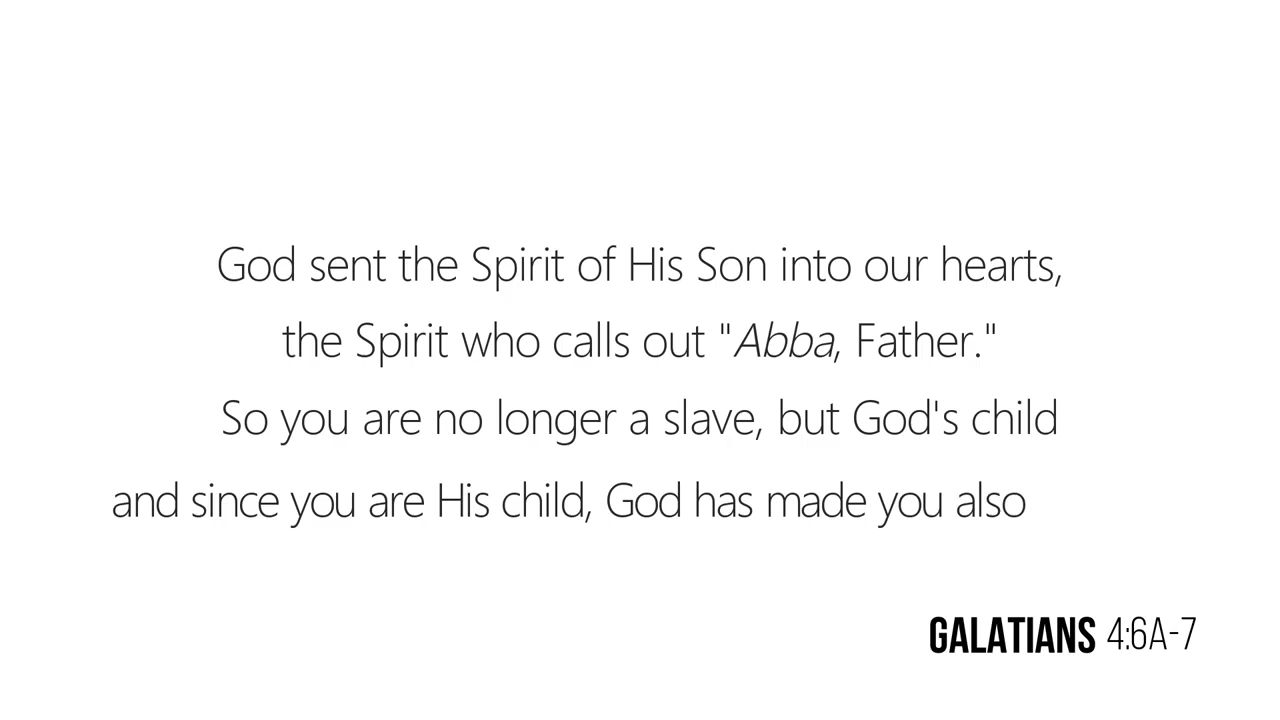 God sent the Spirit of His Son into our hearts,
the Spirit who calls out "Abba, Father."
So you are no longer a slave, but God's child
and since you are His child, God has made you also
GALATIANS 4:6A-7